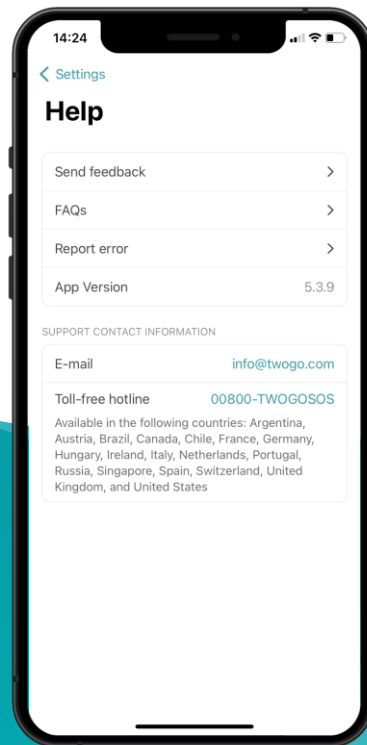 14:24
Settings
Help
Send feedback
FAQs
Report error
App Version 5.3.9
SUPPORT CONTACT INFORMATION
E-mail info@twogo.com
Toll-free hotline 00800-TWOGOSOS
Available in the following countries: Argentina,
Austria, Brazil, Canada, Chile, France, Germany,
Hungary, Ireland, Italy, Netherlands, Portugal,
Russia, Singapore, Spain, Switzerland, United
Kingdom, and United States